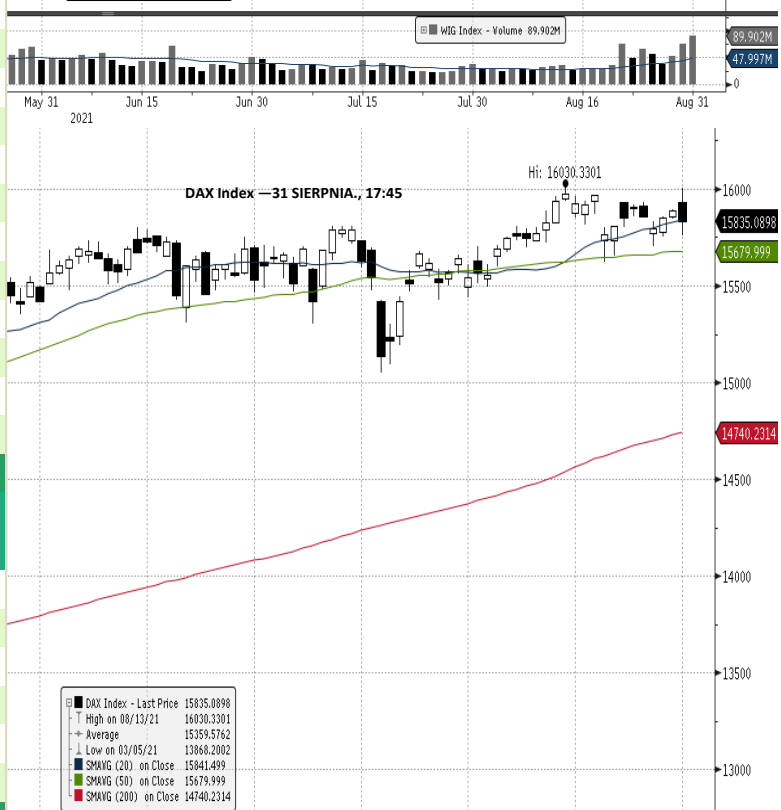 WIG Index - Volume 89.902M
89.902M
47.997M
0
May 31
Jun 15
Jun 30
Jul 15
Jul 30
Aug 16
Aug 31
2021
Hi: 16030.3301
DAX Index —31 SIERPNIA., 17:45
16000
15835.0898
15679.999
15500
15000
14740.2314
14500
14000
13500
13000
DAX Index - Last Price 15835.0898
High on 08/13/21 16030.3301
Average 15359.5762
Low on 03/05/21 13868.2002
SMAVG (20) on Close 15841.499
SMAVG (50) on Close 15679.999
SMAVG (200) on Close 14740.2314